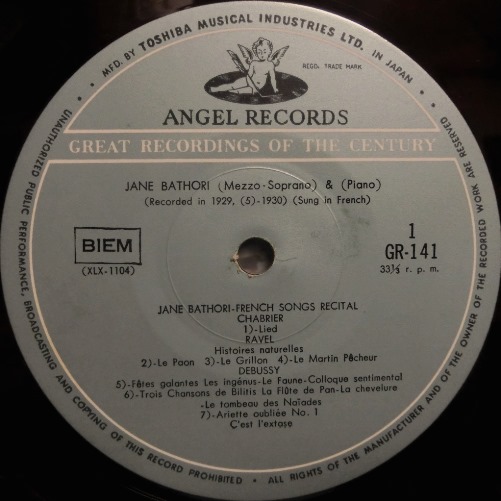 • MFD. BY TOSHIBA MUSICAL INDUSTRIES LTD. IN JAPAN •
REGD. TRADE MARK
ANGEL RECORDS
GREAT RECORDINGS OF THE CENTURY
JANE BATHORI (Mezzo-Soprano) & (Piano)
(Recorded in 1929, (5)-1930) (Sung in French)
BIEM
(XLX-1104)
1
GR-141
33⅓ r. p. m.
JANE BATHORI-FRENCH SONGS RECITAL
CHABRIER
1)-Lied
RAVEL
Histoires naturelles
2)-Le Paon 3)-Le Grillon 4)-Le Martin Pêcheur
DEBUSSY
5)-Fêtes galantes Les ingénus-Le Faune-Colloque sentimental
6)-Trois Chansons de Bilitis La Flûte de Pan-La chevelure
-Le tombeau des Naïades
7)-Ariette oubliée No. 1
C'est l'extase
• UNAUTHORIZED PUBLIC PERFORMANCE, BROADCASTING AND COPYING OF THIS RECORD PROHIBITED • ALL RIGHTS OF THE MANUFACTURER AND OF THE OWNER OF THE RECORDED WORK ARE RESERVED •